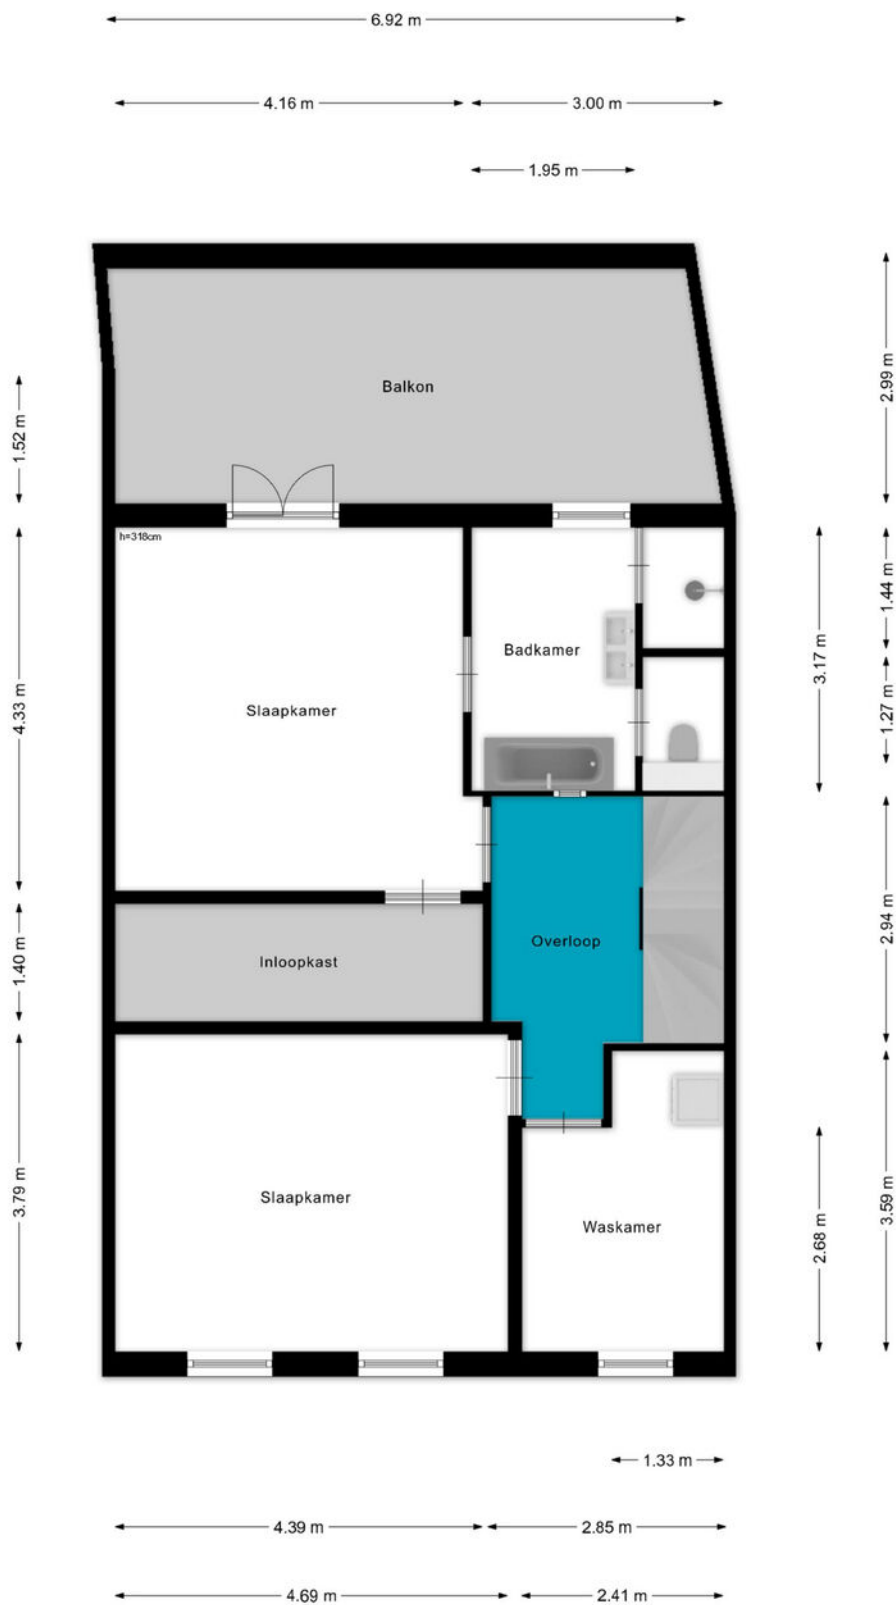 6.92 m
4.16 m
3.00 m
1.95 m
Balkon
2.99 m
1.52 m
h=318cm
1.44 m
Badkamer
3.17 m
4.33 m
Slaapkamer
1.27 m
Overloop
2.94 m
Inloopkast
1.40 m
Slaapkamer
3.79 m
Waskamer
2.68 m
3.59 m
1.33 m
4.39 m
2.85 m
4.69 m
2.41 m